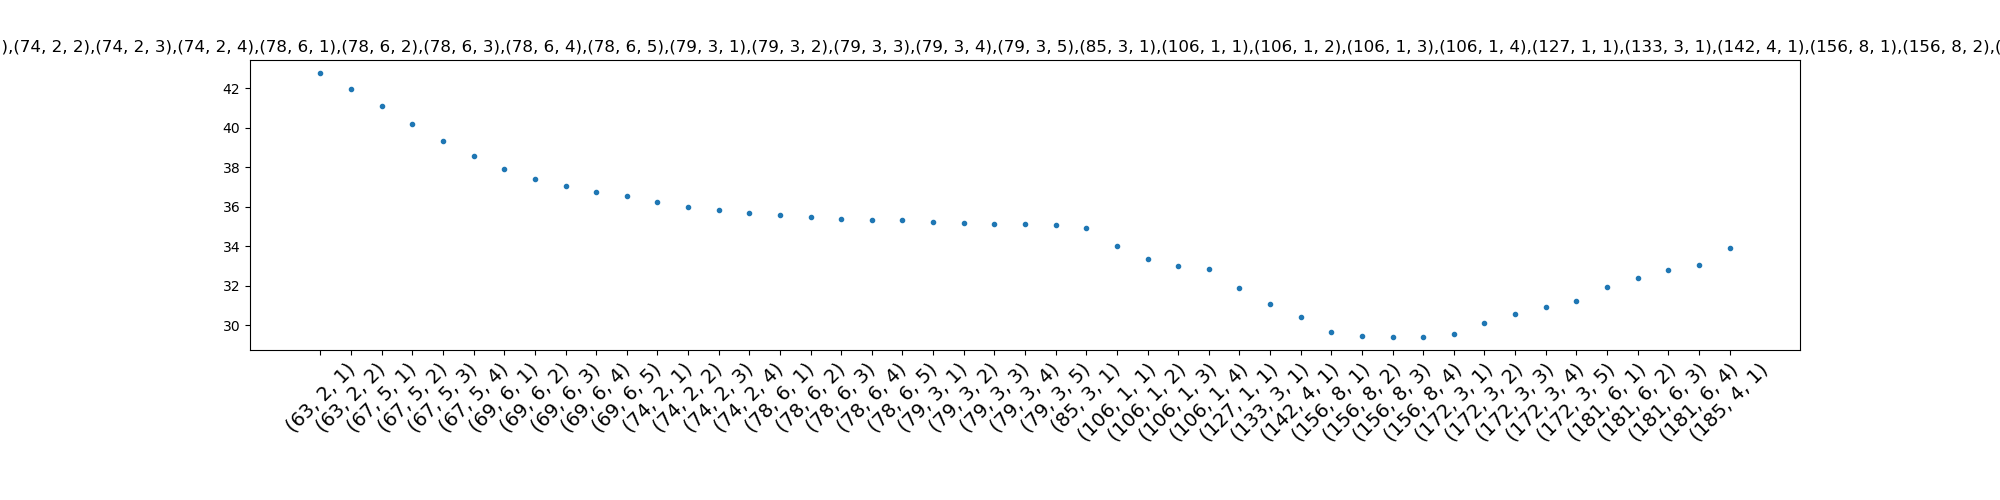 ),(74, 2, 2),(74, 2, 3),(74, 2, 4),(78, 6, 1),(78, 6, 2),(78, 6, 3),(78, 6, 4),(78, 6, 5),(79, 3, 1),(79, 3, 2),(79, 3, 3),(79, 3, 4),(79, 3, 5),(85, 3, 1),(106, 1, 1),(106, 1, 2),(106, 1, 3),(106, 1, 4),(127, 1, 1),(133, 3, 1),(142, 4, 1),(156, 8, 1),(156, 8, 2),(
42
40
38
36
34
32
30
(63, 2, 1)
(63, 2, 2)
(67, 5, 1)
(67, 5, 2)
(67, 5, 3)
(67, 5, 4)
(69, 6, 1)
(69, 6, 2)
(69, 6, 3)
(69, 6, 4)
(69, 6, 5)
(74, 2, 1)
(74, 2, 2)
(74, 2, 3)
(74, 2, 4)
(78, 6, 1)
(78, 6, 2)
(78, 6, 3)
(78, 6, 4)
(78, 6, 5)
(79, 3, 1)
(79, 3, 2)
(79, 3, 3)
(79, 3, 4)
(79, 3, 5)
(85, 3, 1)
(106, 1, 1)
(106, 1, 2)
(106, 1, 3)
(106, 1, 4)
(127, 1, 1)
(133, 3, 1)
(142, 4, 1)
(156, 8, 1)
(156, 8, 2)
(156, 8, 3)
(156, 8, 4)
(172, 3, 1)
(172, 3, 2)
(172, 3, 3)
(172, 3, 4)
(172, 3, 5)
(181, 6, 1)
(181, 6, 2)
(181, 6, 3)
(181, 6, 4)
(185, 4, 1)